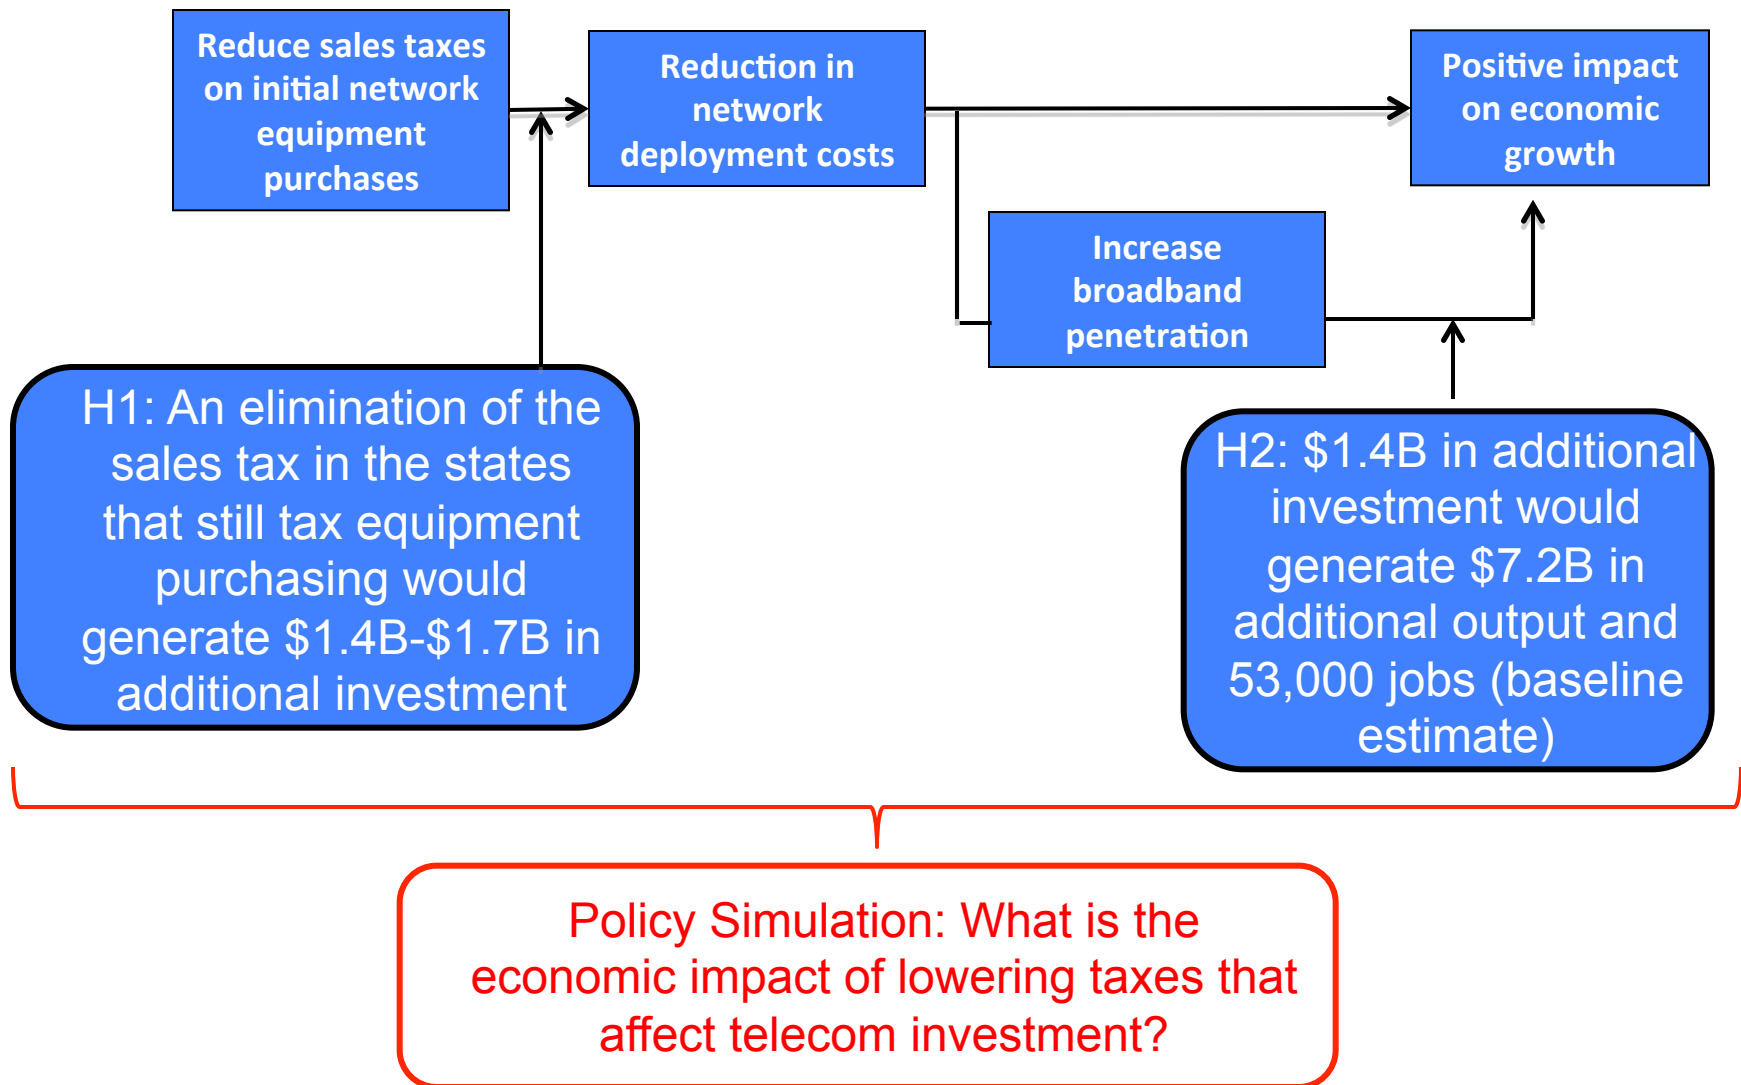 Reduce sales taxes
on initial network
equipment
purchases
Reduction in
network
deployment costs
Positive impact
on economic
growth
Increase
broadband
penetration
H1: An elimination of the
sales tax in the states
that still tax equipment
purchasing would
generate $1.4B-$1.7B in
additional investment
H2: $1.4B in additional
investment would
generate $7.2B in
additional output and
53,000 jobs (baseline
estimate)
Policy Simulation: What is the
economic impact of lowering taxes that
affect telecom investment?